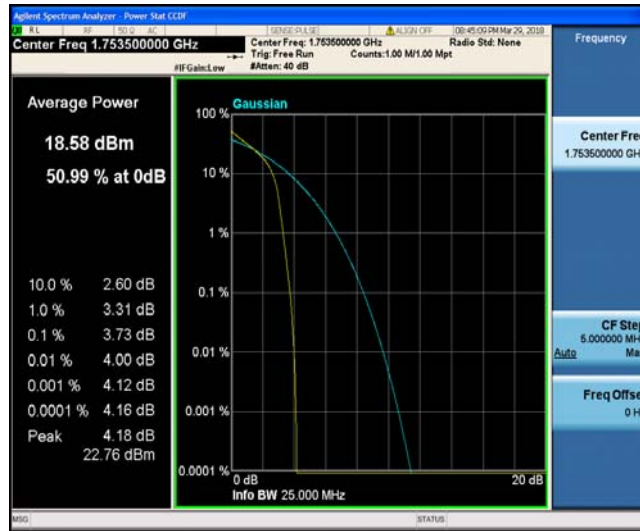 Agilent Spectrum Analyzer - Power Stat CCDF
RL RF 50 Ω AC SENSE:PULSE ALIGN OFF 08:45:09 PM Mar 29, 2018
Center Freq 1.753500000 GHz
Center Freq: 1.753500000 GHz Radio Std: None
Trig: Free Run Counts:1.00 M/1.00 Mpt
#IFGain:Low #Atten: 40 dB
Frequency
Average Power
18.58 dBm
50.99 % at 0dB
10.0 % 2.60 dB
1.0 % 3.31 dB
0.1 % 3.73 dB
0.01 % 4.00 dB
0.001 % 4.12 dB
0.0001 % 4.16 dB
Peak 4.18 dB
22.76 dBm
Gaussian
100 %
10 %
1 %
0.1 %
0.01 %
0.001 %
0.0001 %
0 dB 20 dB
Info BW 25.000 MHz
Center Fre
1.753500000 GH
CF Step
5.000000 MH
Auto Ma
Freq Offse
0 H
MSG STATUS